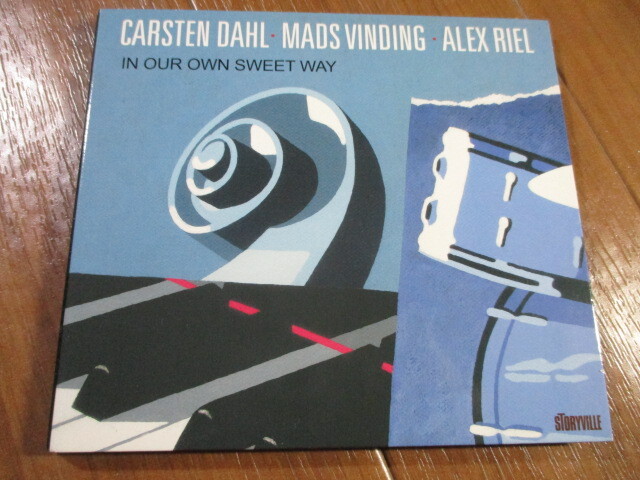 CARSTEN DAHL · MADS VINDING · ALEX RIEL
IN OUR OWN SWEET WAY
STORYVILLE